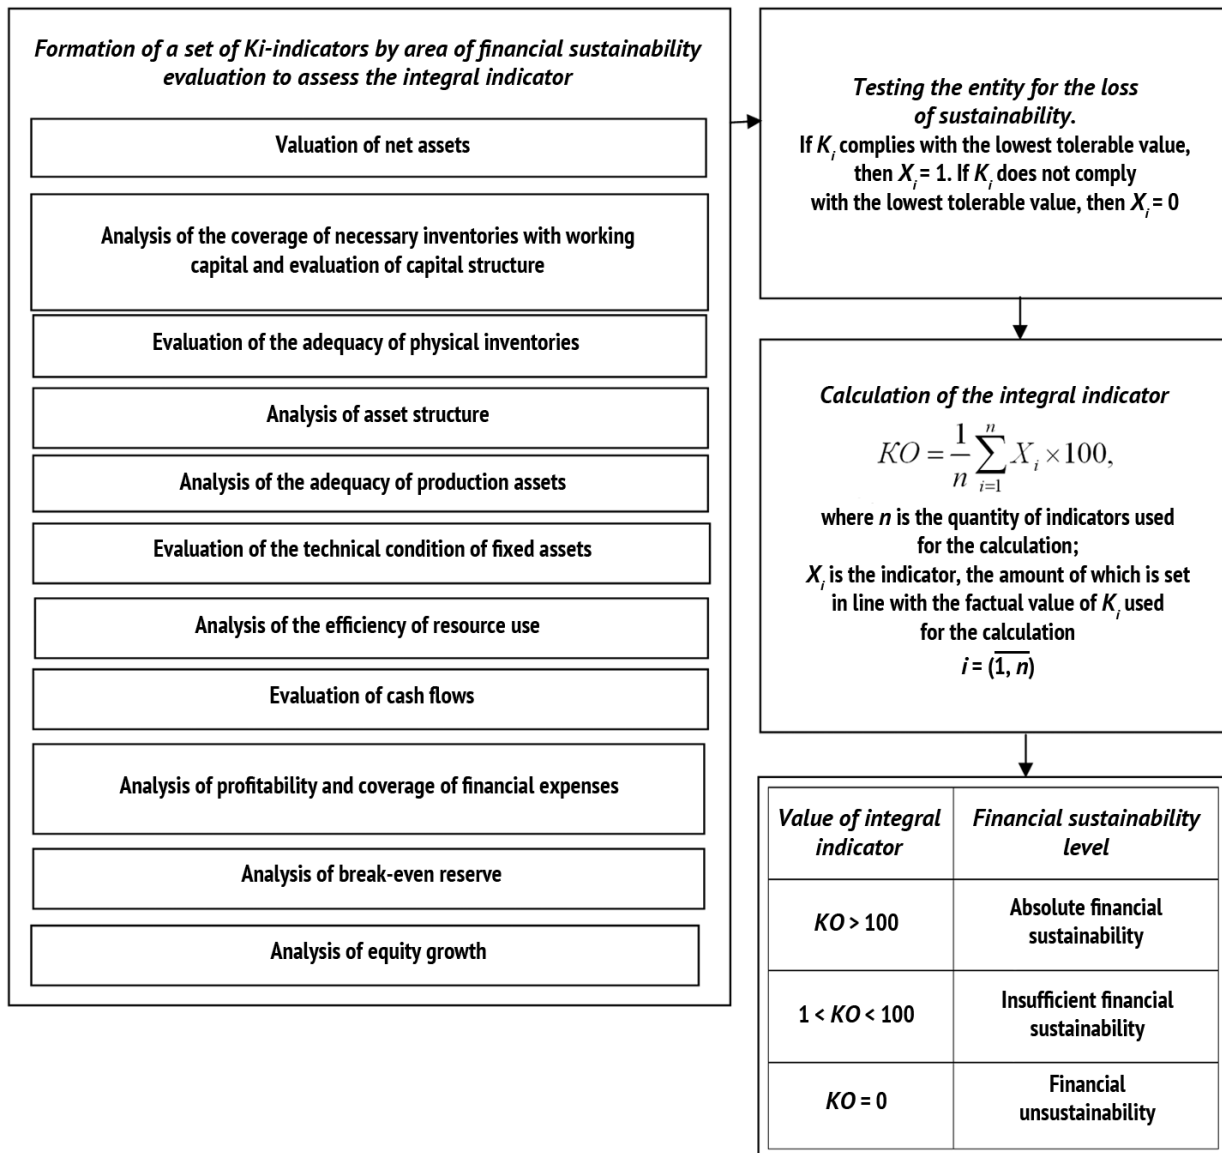 Formation of a set of Ki-indicators by area of financial sustainability
evaluation to assess the integral indicator
Valuation of net assets
Analysis of the coverage of necessary inventories with working
capital and evaluation of capital structure
Evaluation of the adequacy of physical inventories
Analysis of asset structure
Analysis of the adequacy of production assets
Evaluation of the technical condition of fixed assets
Analysis of the efficiency of resource use
Evaluation of cash flows
Analysis of profitability and coverage of financial expenses
Analysis of break-even reserve
Analysis of equity growth
Testing the entity for the loss
of sustainability.
If K_i complies with the lowest tolerable value,
then X_i = 1. If K_i does not comply
with the lowest tolerable value, then X_i = 0
Calculation of the integral indicator
KO = \frac{1}{n} \sum_{i=1}^{n} X_i × 100,
where n is the quantity of indicators used
for the calculation;
X_i is the indicator, the amount of which is set
in line with the factual value of K_i used
for the calculation
i = (\overline{1, n})
Value of integral
indicator
Financial sustainability
level
KO > 100
Absolute financial
sustainability
1 < KO < 100
Insufficient financial
sustainability
KO = 0
Financial
unsustainability